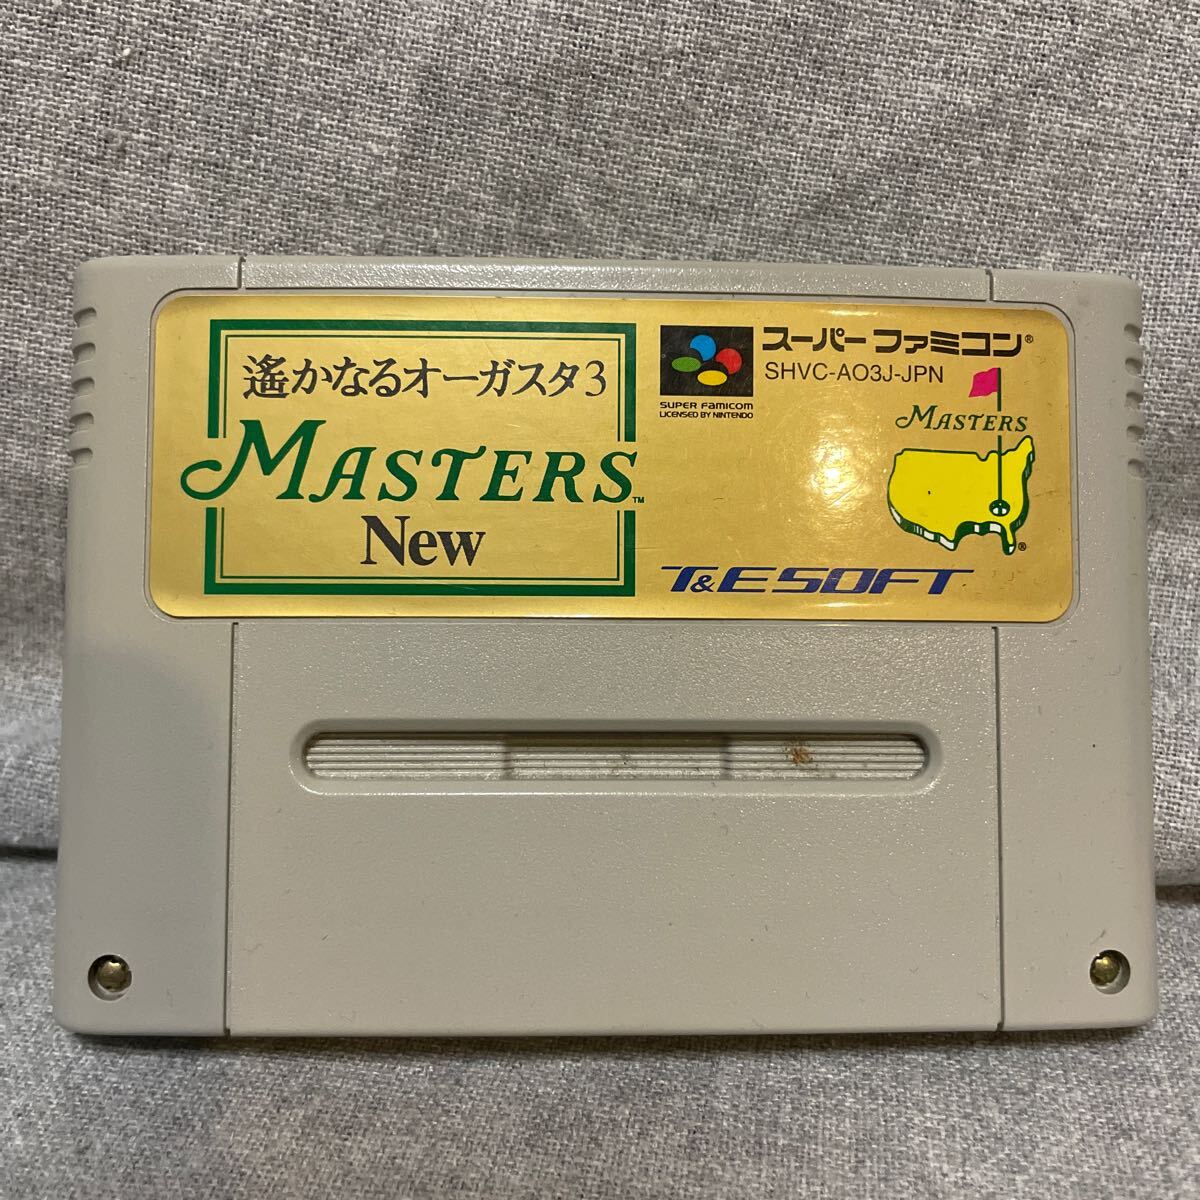 遙かなるオーガスタ3
MASTERS™
New
スーパーファミコン®
SHVC-AO3J-JPN
SUPER FAMICOM
LICENSED BY NINTENDO
MASTERS
®
T&E SOFT